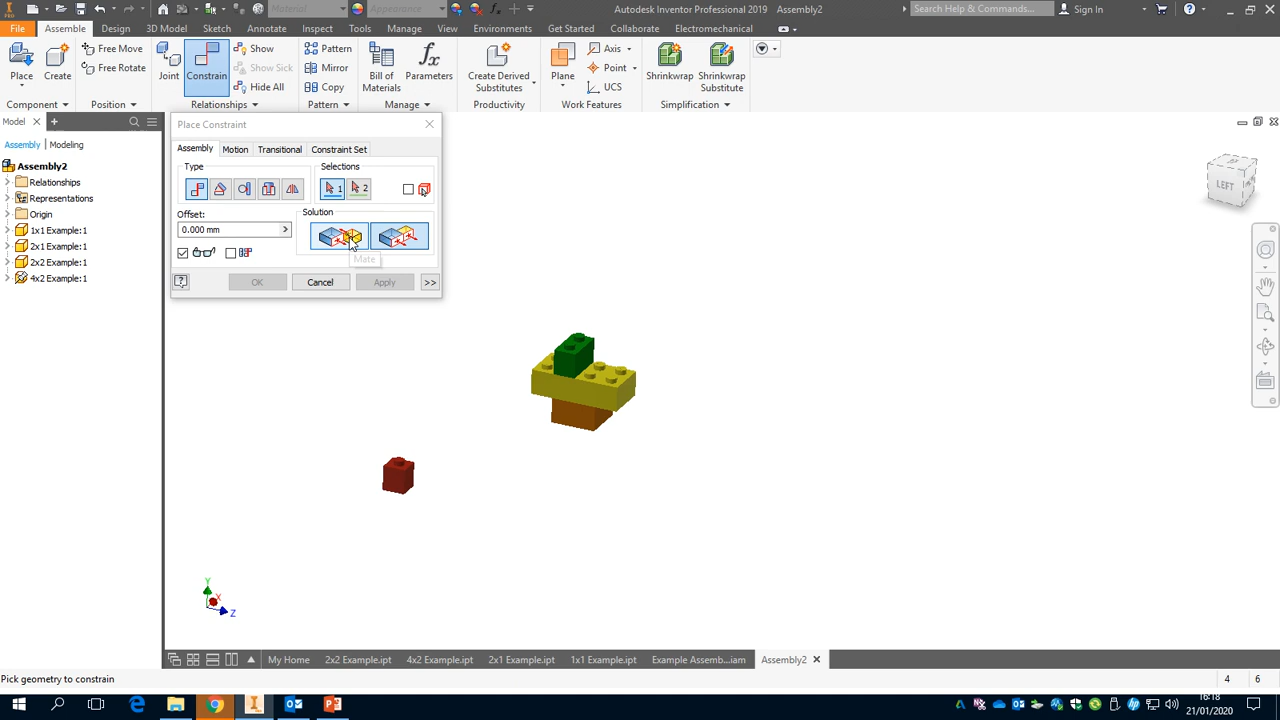 Material
Appearance
Autodesk Inventor Professional 2019 Assembly2
Search Help & Commands...
Sign In
File
Assemble
Design
3D Model
Sketch
Annotate
Inspect
Tools
Manage
View
Environments
Get Started
Collaborate
Electromechanical
Place
Create
Free Move
Free Rotate
Component
Position
Joint
Constrain
Show
Show Sick
Hide All
Relationships
Pattern
Mirror
Copy
Pattern
Bill of
Materials
Parameters
Manage
Create Derived
Substitutes
Productivity
Plane
Axis
Point
UCS
Work Features
Shrinkwrap
Shrinkwrap
Substitute
Simplification
Model
Assembly
Modeling
Assembly2
Relationships
Representations
Origin
1x1 Example:1
2x1 Example:1
2x2 Example:1
4x2 Example:1
Place Constraint
Assembly
Motion
Transitional
Constraint Set
Type
Selections
1
2
Offset:
0.000 mm
Solution
Mate
OK
Cancel
Apply
>>
LEFT
Y
X
Z
My Home
2x2 Example.ipt
4x2 Example.ipt
2x1 Example.ipt
1x1 Example.ipt
Example Assemb...iam
Assembly2
Pick geometry to constrain
4
6
16:18
21/01/2020